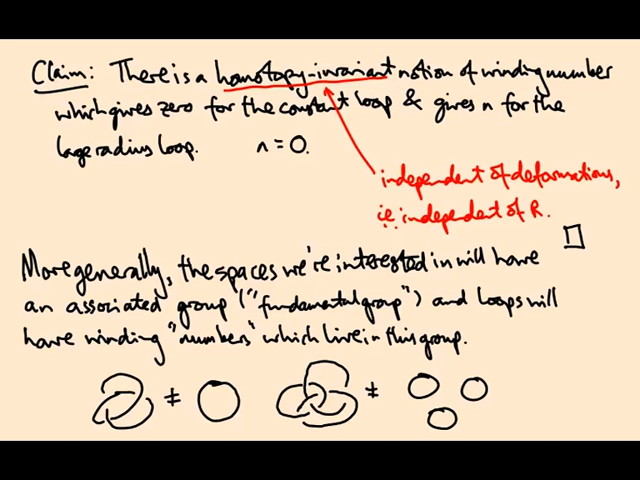 Claim: There is a homotopy-invariant notion of winding number
which gives zero for the constant loop & gives n for the
large radius loop. n = 0.
independent of deformations,
i.e. independent of R.
More generally, the spaces we're interested in will have
an associated group ("fundamental group") and loops will
have winding "numbers" which live in this group.
≠ ≠